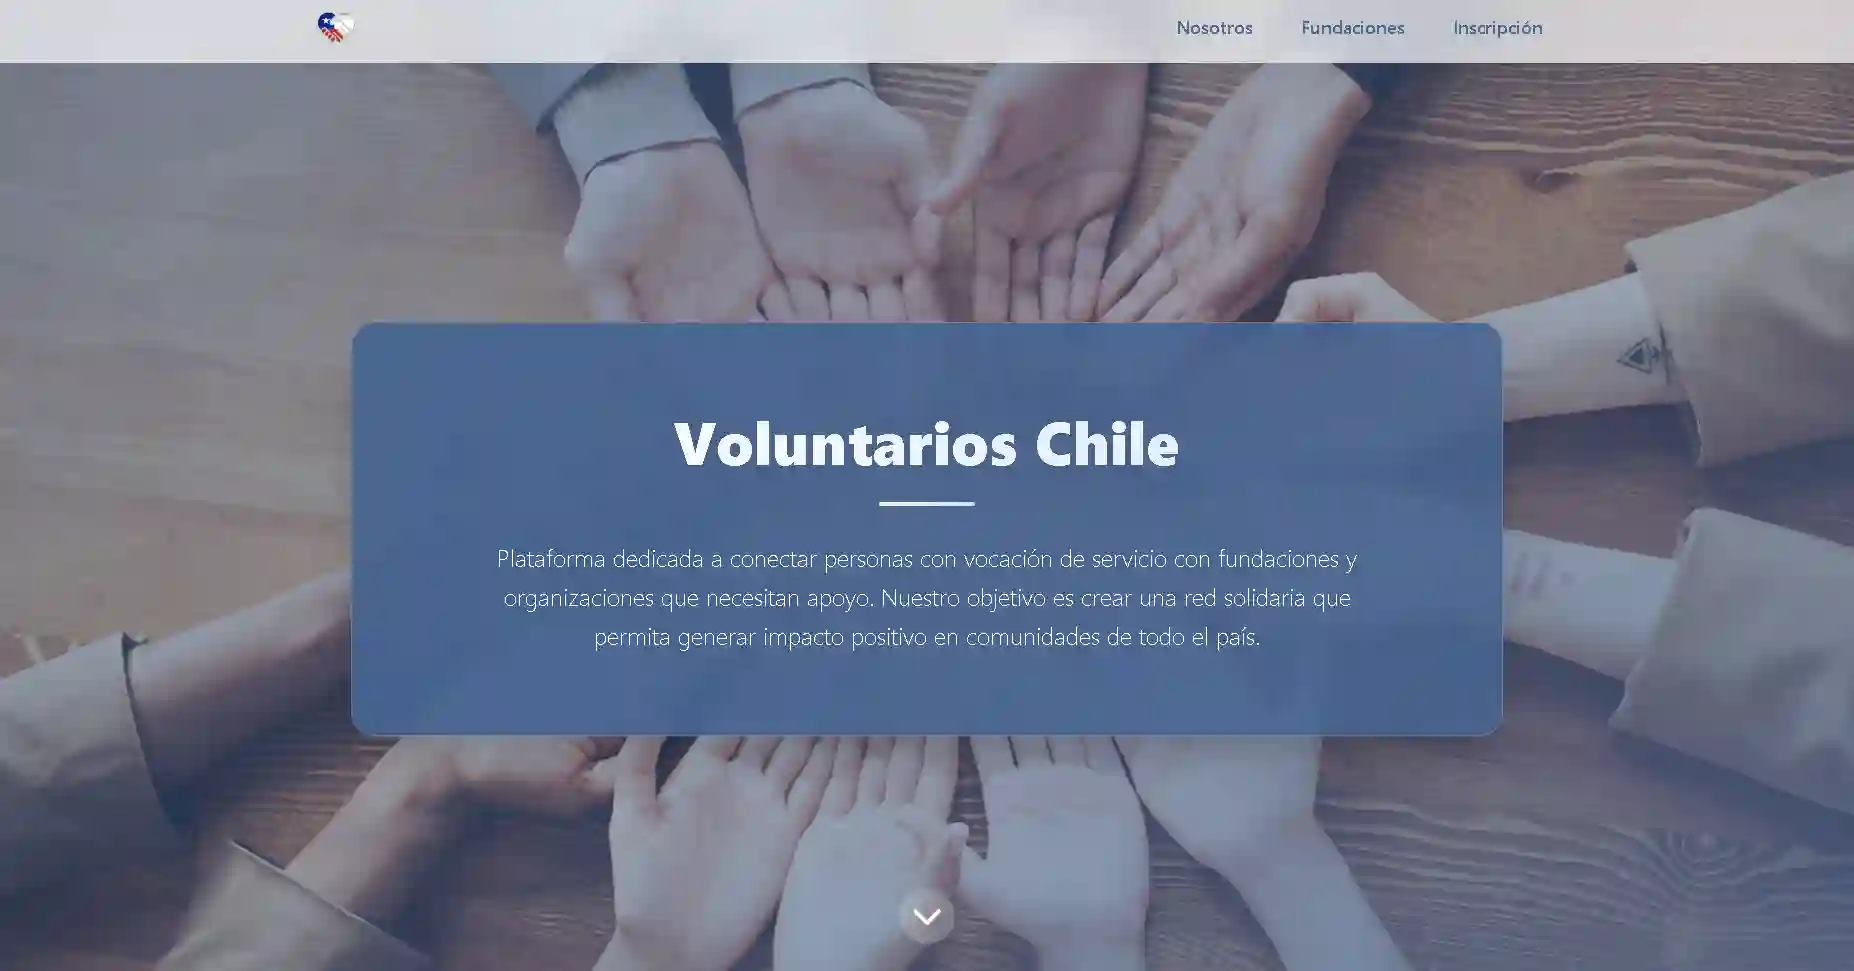 Nosotros
Fundaciones
Inscripción
Voluntarios Chile
Plataforma dedicada a conectar personas con vocación de servicio con fundaciones y
organizaciones que necesitan apoyo. Nuestro objetivo es crear una red solidaria que
permita generar impacto positivo en comunidades de todo el país.